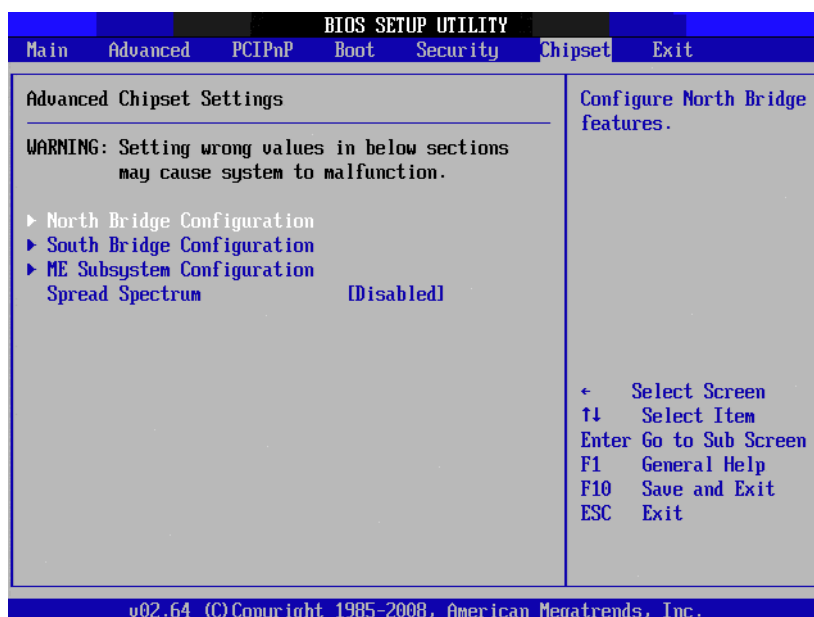 BIOS SETUP UTILITY
Main Advanced PCIPnP Boot Security Chipset Exit
Advanced Chipset Settings
WARNING: Setting wrong values in below sections
may cause system to malfunction.
▶ North Bridge Configuration
▶ South Bridge Configuration
▶ ME Subsystem Configuration
Spread Spectrum [Disabled]
Configure North Bridge
features.
← Select Screen
↑↓ Select Item
Enter Go to Sub Screen
F1 General Help
F10 Save and Exit
ESC Exit
v02.64 (C)Copyright 1985-2008, American Megatrends, Inc.